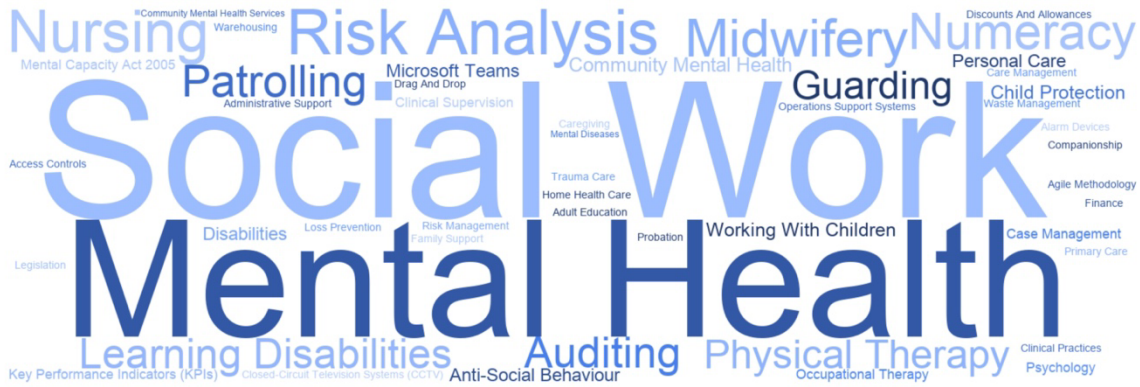 Community Mental Health Services
Discounts And Allowances
Nursing
Warehousing
Risk Analysis
Midwifery
Numeracy
Mental Capacity Act 2005
Personal Care
Patrolling
Microsoft Teams
Community Mental Health
Guarding
Care Management
Drag And Drop
Child Protection
Administrative Support
Clinical Supervision
Operations Support Systems
Waste Management
Social Work
Caregiving
Alarm Devices
Mental Diseases
Companionship
Access Controls
Trauma Care
Agile Methodology
Home Health Care
Finance
Adult Education
Disabilities
Loss Prevention
Risk Management
Working With Children
Case Management
Family Support
Probation
Primary Care
Legislation
Mental Health
Learning Disabilities
Auditing
Physical Therapy
Clinical Practices
Key Performance Indicators (KPIs)
Closed-Circuit Television Systems (CCTV)
Anti-Social Behaviour
Occupational Therapy
Psychology